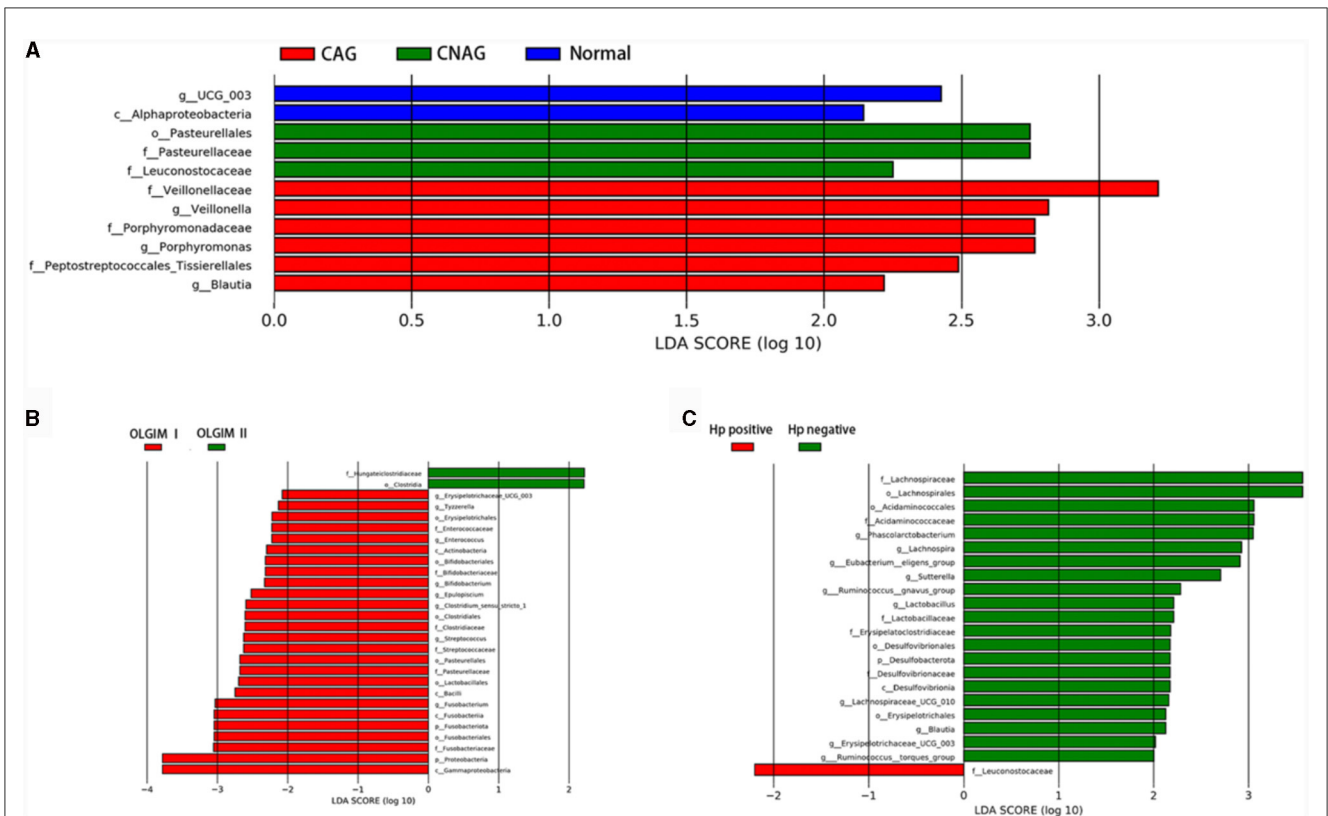 A
CAG CNAG Normal
g__UCG_003
c__Alphaproteobacteria
o__Pasteurellales
f__Pasteurellaceae
f__Leuconostocaceae
f__Veillonellaceae
g__Veillonella
f__Porphyromonadaceae
g__Porphyromonas
f__Peptostreptococcales_Tissierellales
g__Blautia
0.0 0.5 1.0 1.5 2.0 2.5 3.0
LDA SCORE (log 10)
B
OLGIM I OLGIM II
f__Hungateiclostridiaceae
o__Clostridia
g__Erysipelotrichaceae_UCG_003
g__Tyzzerella
o__Erysipelotrichales
f__Enterococcaceae
g__Enterococcus
c__Actinobacteria
o__Bifidobacteriales
f__Bifidobacteriaceae
g__Bifidobacterium
g__Epulopiscium
g__Clostridium_sensu_stricto_1
o__Clostridiales
f__Clostridiaceae
g__Streptococcus
f__Streptococcaceae
o__Pasteurellales
f__Pasteurellaceae
o__Lactobacillales
c__Bacilli
g__Fusobacterium
c__Fusobacteriia
p__Fusobacteriota
o__Fusobacteriales
f__Fusobacteriaceae
p__Proteobacteria
c__Gammaproteobacteria
−4 −3 −2 −1 0 1 2
LDA SCORE (log 10)
C
Hp positive Hp negative
f__Lachnospiraceae
o__Lachnospirales
o__Acidaminococcales
f__Acidaminococcaceae
g__Phascolarctobacterium
g__Lachnospira
g___Eubacterium__eligens_group
g__Sutterella
g___Ruminococcus__gnavus_group
g__Lactobacillus
f__Lactobacillaceae
f__Erysipelatoclostridiaceae
o__Desulfovibrionales
p__Desulfobacterota
f__Desulfovibrionaceae
c__Desulfovibrionia
g__Lachnospiraceae_UCG_010
o__Erysipelotrichales
g__Blautia
g__Erysipelotrichaceae_UCG_003
g___Ruminococcus__torques_group
f__Leuconostocaceae
−2 −1 0 1 2 3
LDA SCORE (log 10)